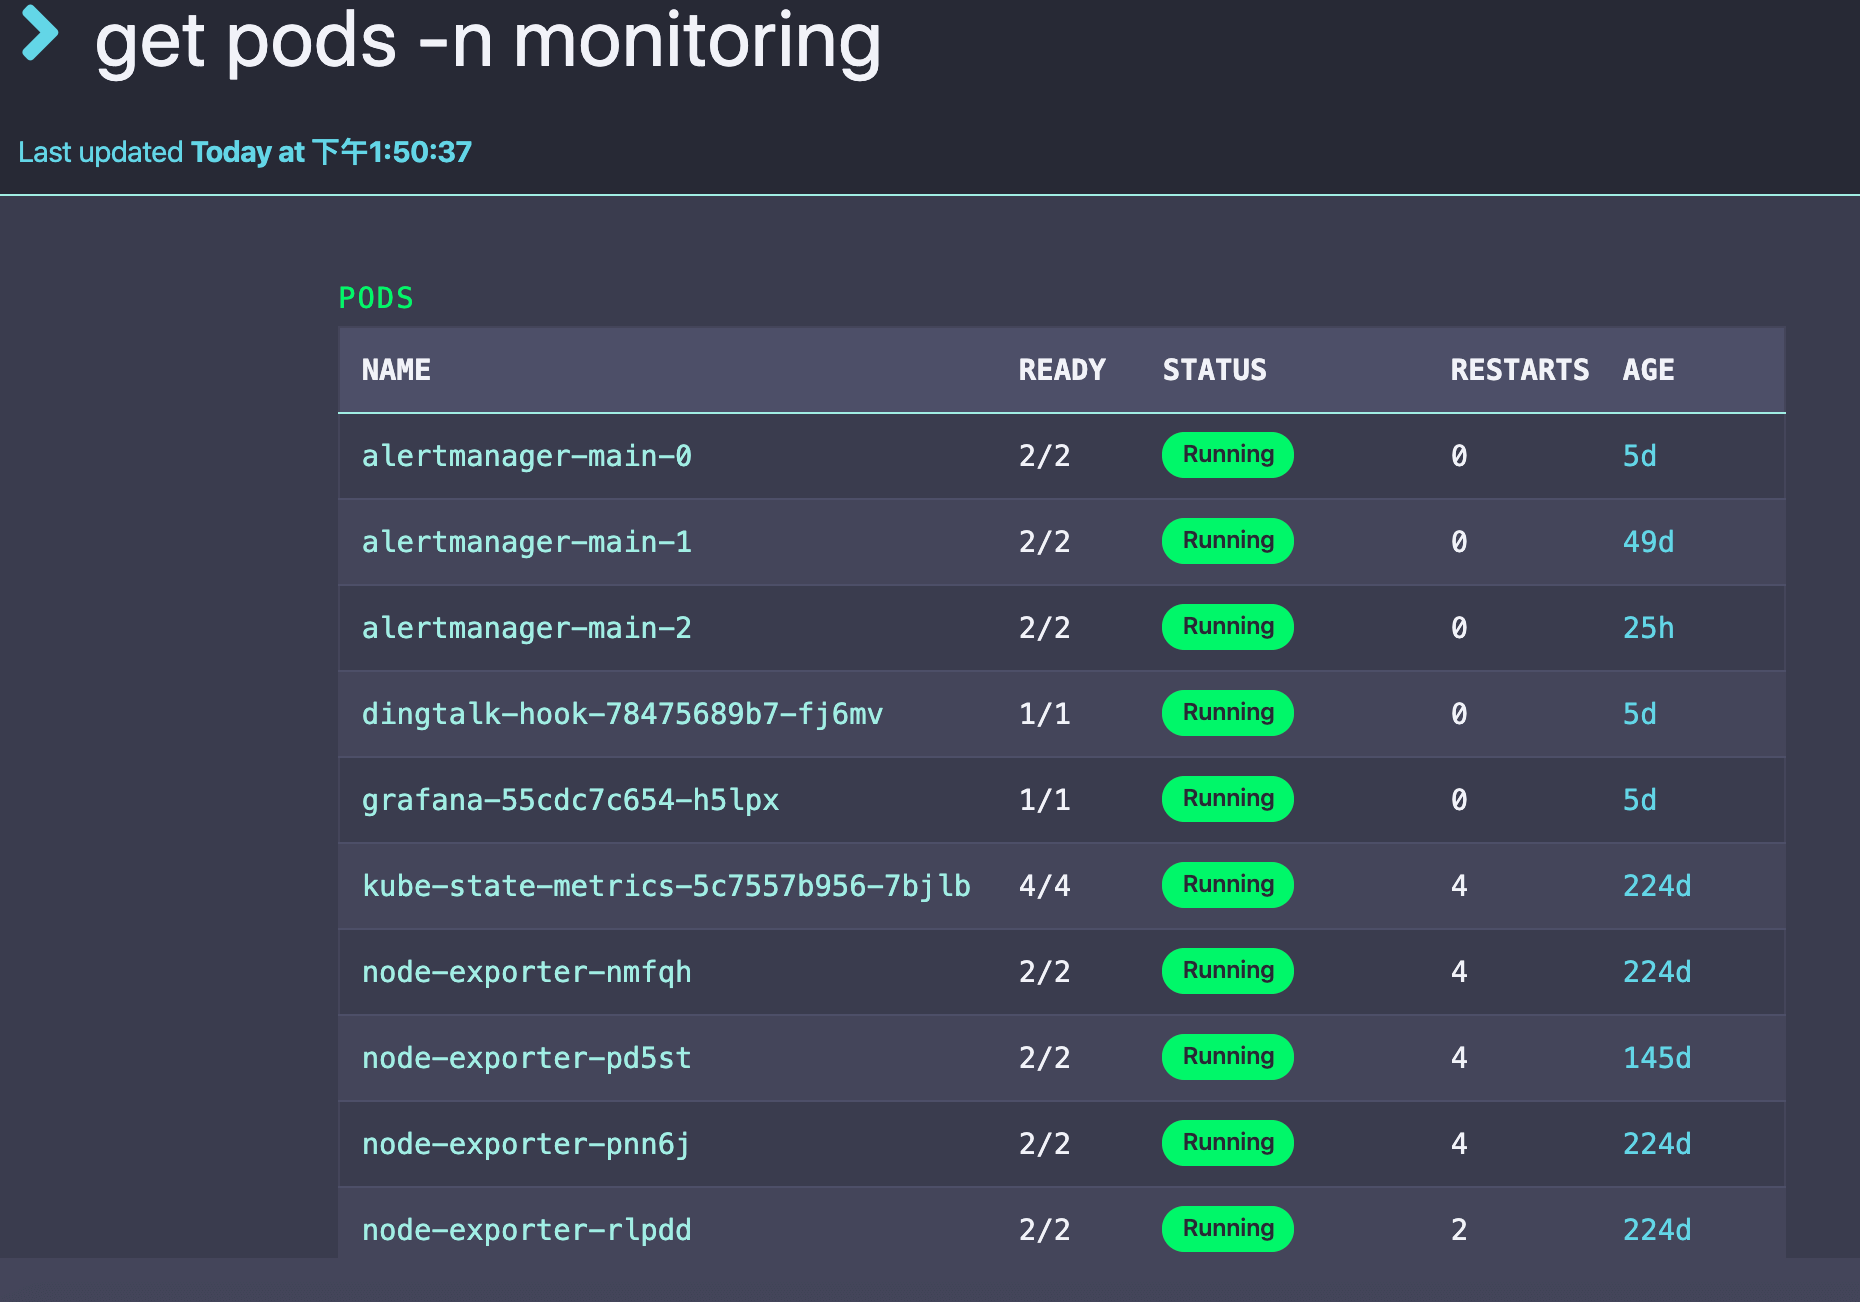 get pods -n monitoring
Last updated Today at 下午1:50:37
PODS
NAME READY STATUS RESTARTS AGE
alertmanager-main-0 2/2 Running 0 5d
alertmanager-main-1 2/2 Running 0 49d
alertmanager-main-2 2/2 Running 0 25h
dingtalk-hook-78475689b7-fj6mv 1/1 Running 0 5d
grafana-55cdc7c654-h5lpx 1/1 Running 0 5d
kube-state-metrics-5c7557b956-7bjlb 4/4 Running 4 224d
node-exporter-nmfqh 2/2 Running 4 224d
node-exporter-pd5st 2/2 Running 4 145d
node-exporter-pnn6j 2/2 Running 4 224d
node-exporter-rlpdd 2/2 Running 2 224d